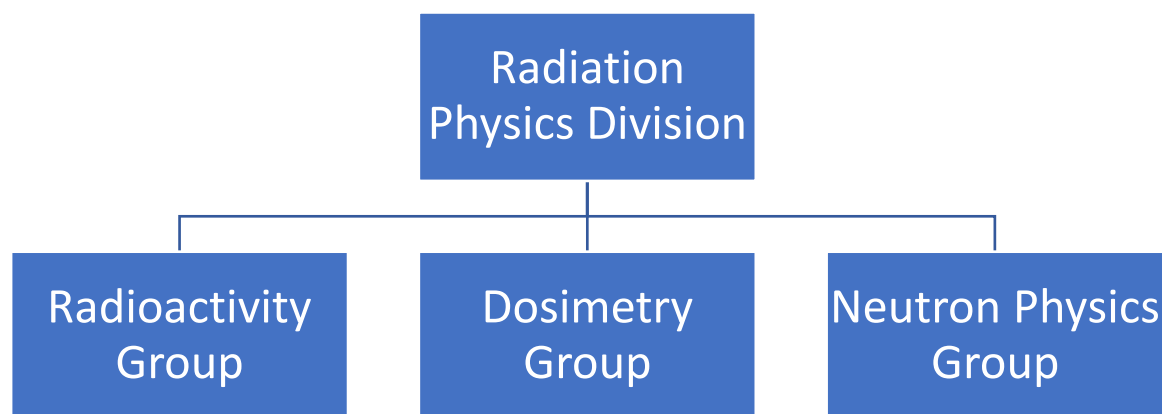 Radiation
Physics Division
Radioactivity
Group
Dosimetry
Group
Neutron Physics
Group